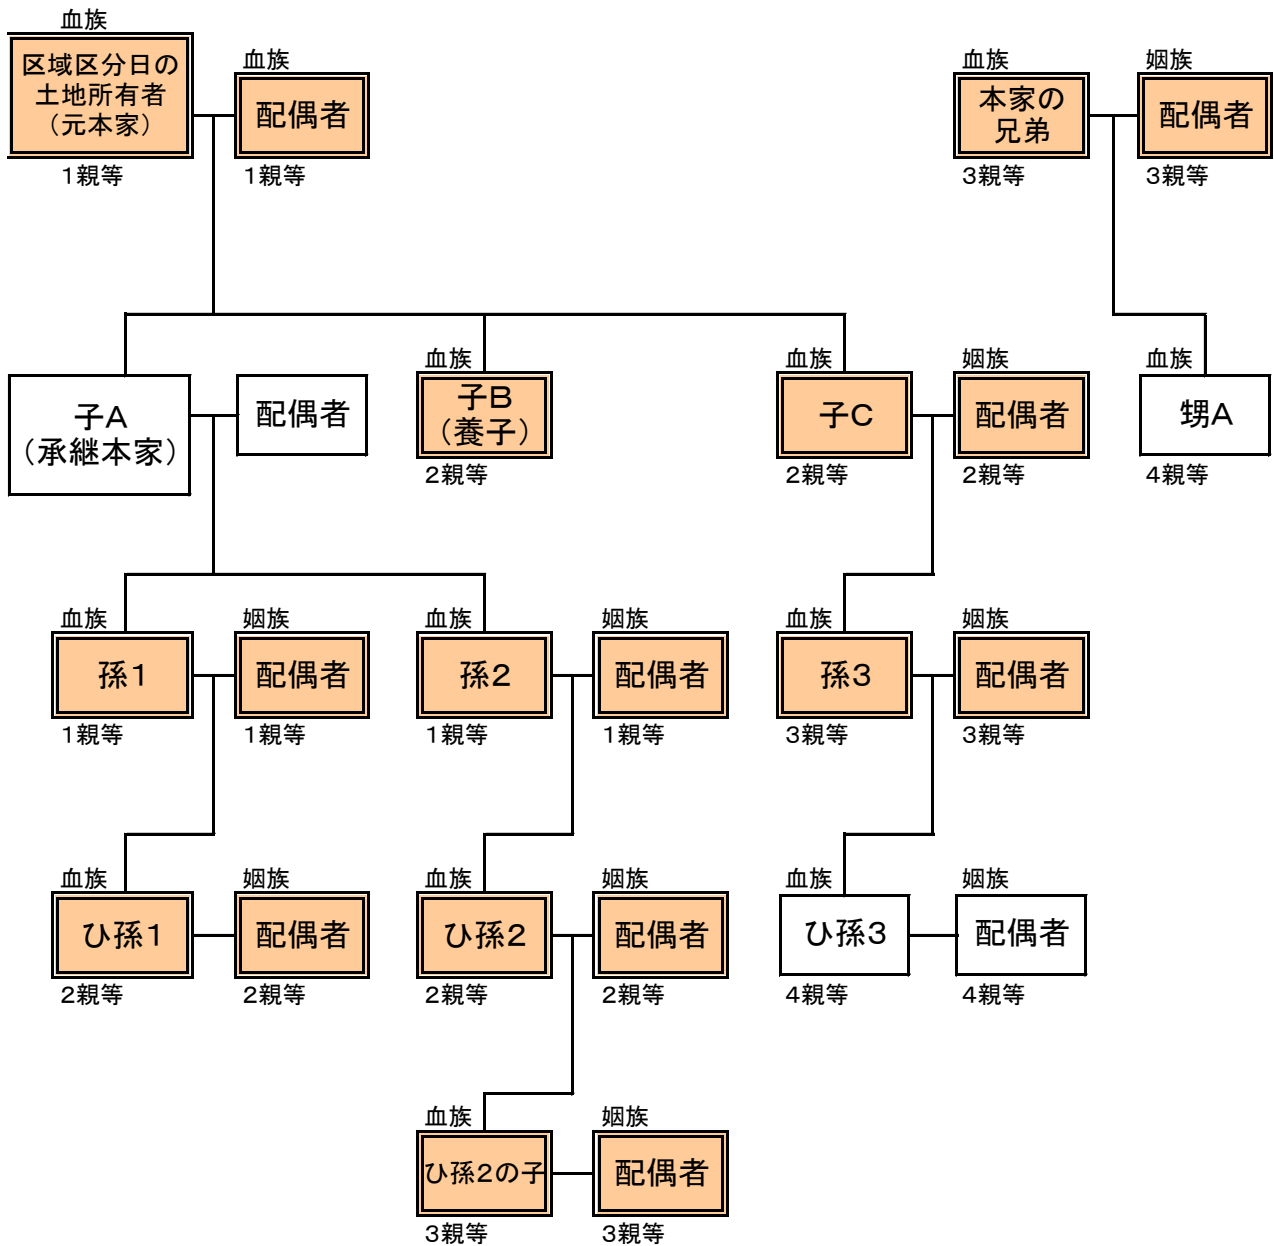 血族
区域区分日の
土地所有者
（元本家）
1親等
血族
配偶者
1親等
血族
本家の
兄弟
3親等
姻族
配偶者
3親等
子A
（承継本家）
配偶者
血族
子B
（養子）
2親等
血族
子C
2親等
姻族
配偶者
2親等
血族
甥A
4親等
血族
孫1
1親等
姻族
配偶者
1親等
血族
孫2
1親等
姻族
配偶者
1親等
血族
孫3
3親等
姻族
配偶者
3親等
血族
ひ孫1
2親等
姻族
配偶者
2親等
血族
ひ孫2
2親等
姻族
配偶者
2親等
血族
ひ孫3
4親等
姻族
配偶者
4親等
血族
ひ孫2の子
3親等
姻族
配偶者
3親等